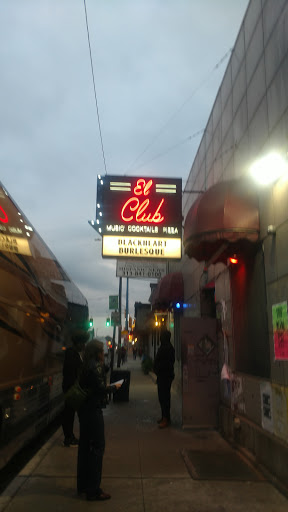 El
Club
MUSIC COCKTAILS PIZZA
BLACKHEART
BURLESQUE